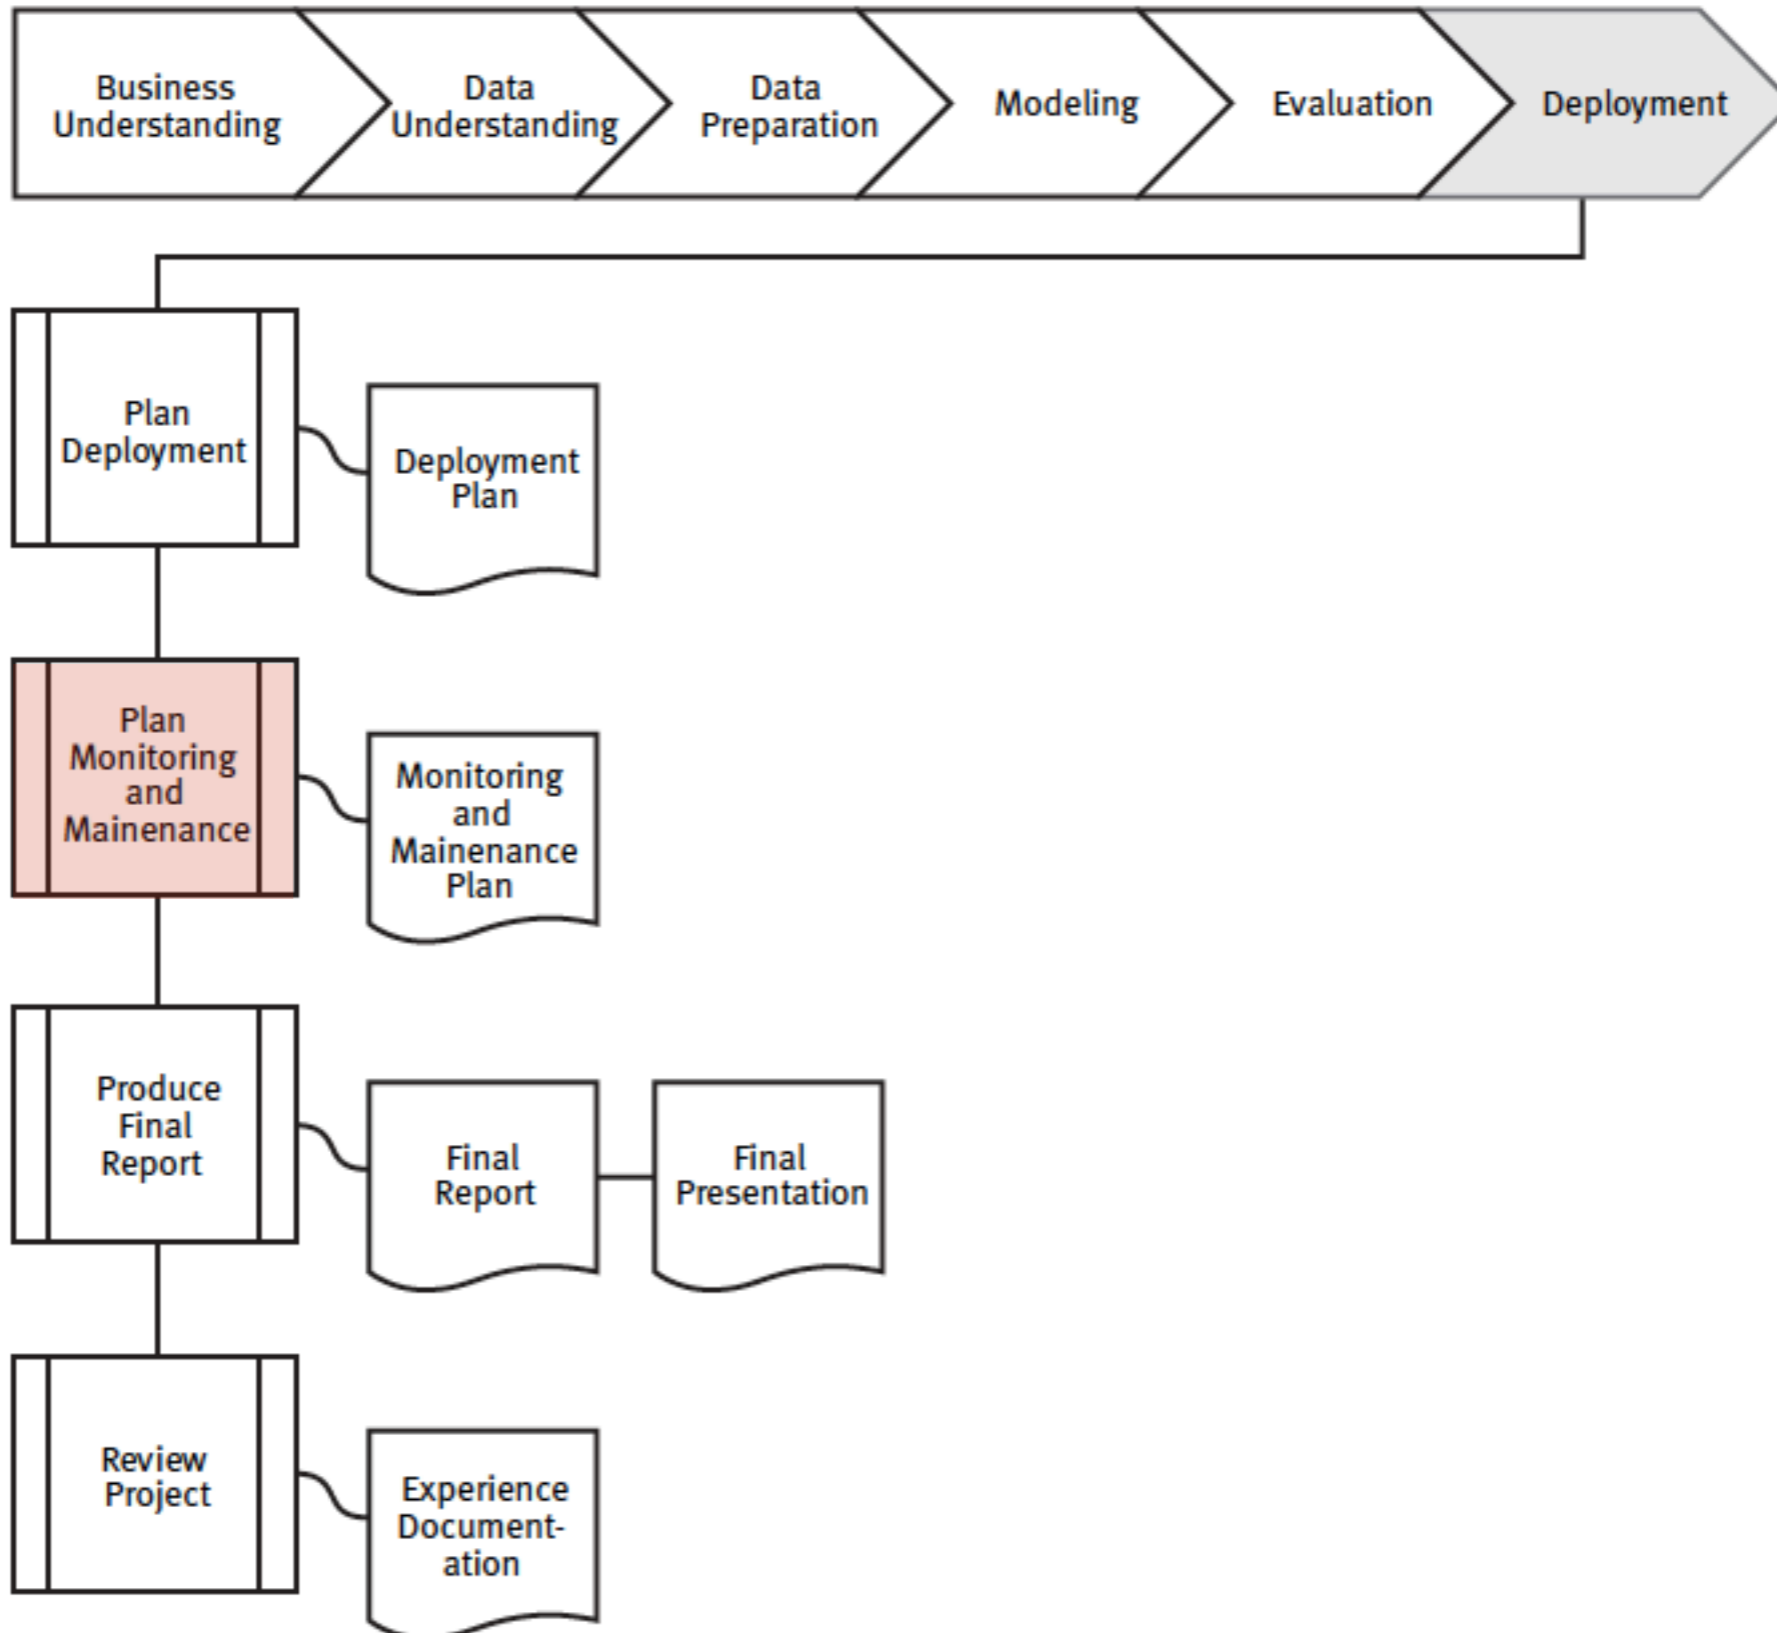 Business
Understanding
Data
Understanding
Data
Preparation
Modeling
Evaluation
Deployment
Plan
Deployment
Deployment
Plan
Plan
Monitoring
and
Mainenance
Monitoring
and
Mainenance
Plan
Produce
Final
Report
Final
Report
Final
Presentation
Review
Project
Experience
Document-
ation